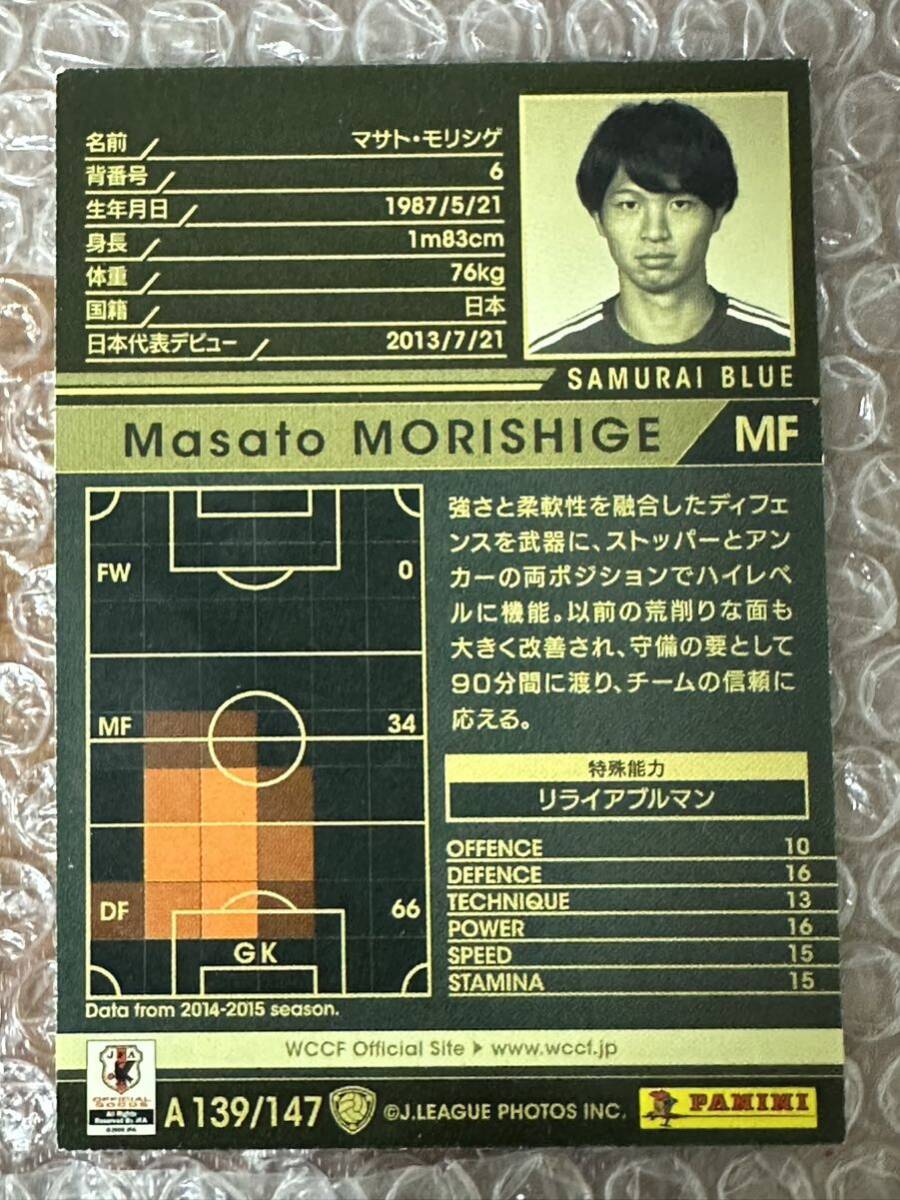 名前 マサト・モリシゲ
背番号 6
生年月日 1987/5/21
身長 1m83cm
体重 76kg
国籍 日本
日本代表デビュー 2013/7/21
SAMURAI BLUE
Masato MORISHIGE MF
FW 0
MF 34
DF 66
GK
Data from 2014-2015 season.
強さと柔軟性を融合したディフェ
ンスを武器に、ストッパーとアン
カーの両ポジションでハイレベ
ルに機能。以前の荒削りな面も
大きく改善され、守備の要として
90分間に渡り、チームの信頼に
応える。
特殊能力
リライアブルマン
OFFENCE 10
DEFENCE 16
TECHNIQUE 13
POWER 16
SPEED 15
STAMINA 15
WCCF Official Site ▶ www.wccf.jp
JFA
OFFICIAL
GOODS
All Rights
Reserved By JFA
A 139/147 ©J.LEAGUE PHOTOS INC. PANINI